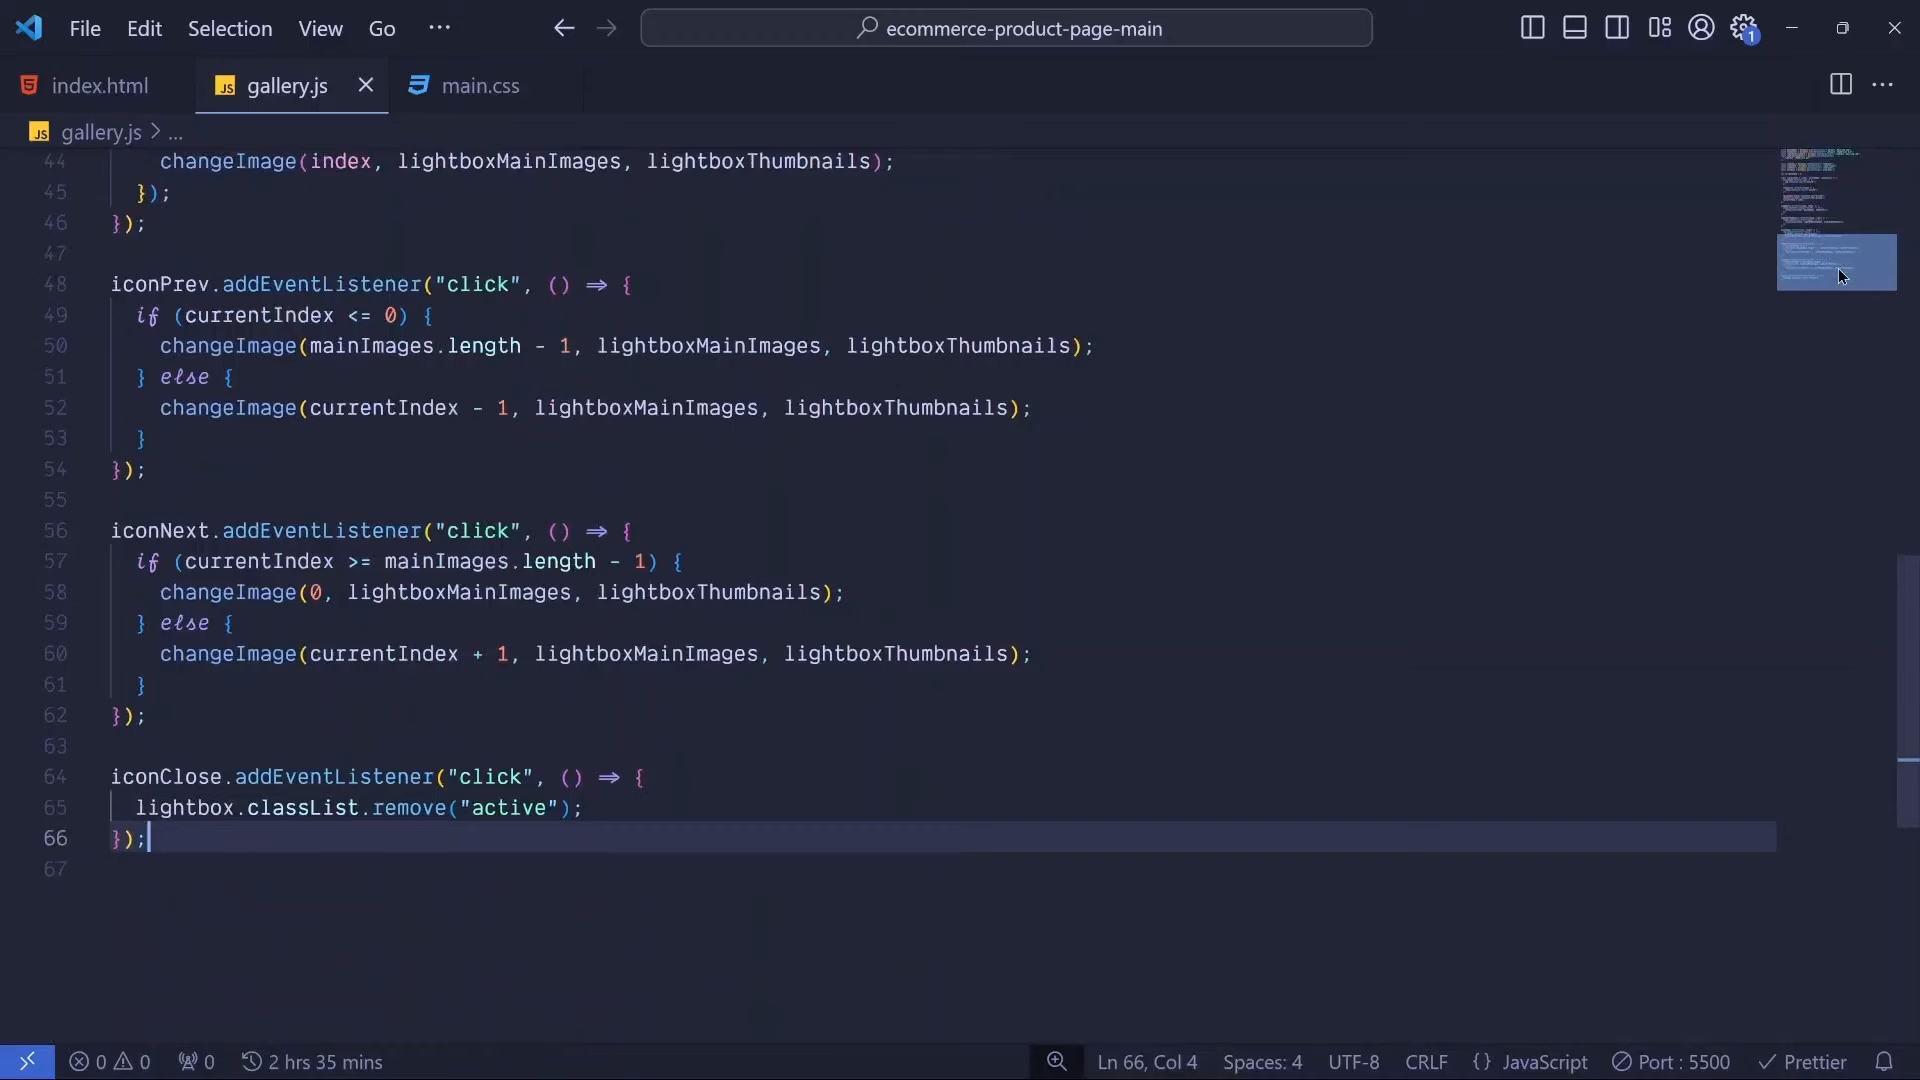 File Edit Selection View Go ··· ecommerce-product-page-main
index.html gallery.js main.css
gallery.js > ...
44 changeImage(index, lightboxMainImages, lightboxThumbnails);
45 });
46 });
47
48 iconPrev.addEventListener("click", () => {
49 if (currentIndex <= 0) {
50 changeImage(mainImages.length - 1, lightboxMainImages, lightboxThumbnails);
51 } else {
52 changeImage(currentIndex - 1, lightboxMainImages, lightboxThumbnails);
53 }
54 });
55
56 iconNext.addEventListener("click", () => {
57 if (currentIndex >= mainImages.length - 1) {
58 changeImage(0, lightboxMainImages, lightboxThumbnails);
59 } else {
60 changeImage(currentIndex + 1, lightboxMainImages, lightboxThumbnails);
61 }
62 });
63
64 iconClose.addEventListener("click", () => {
65 lightbox.classList.remove("active");
66 });
67
0 0 0 2 hrs 35 mins Ln 66, Col 4 Spaces: 4 UTF-8 CRLF {} JavaScript Port : 5500 Prettier